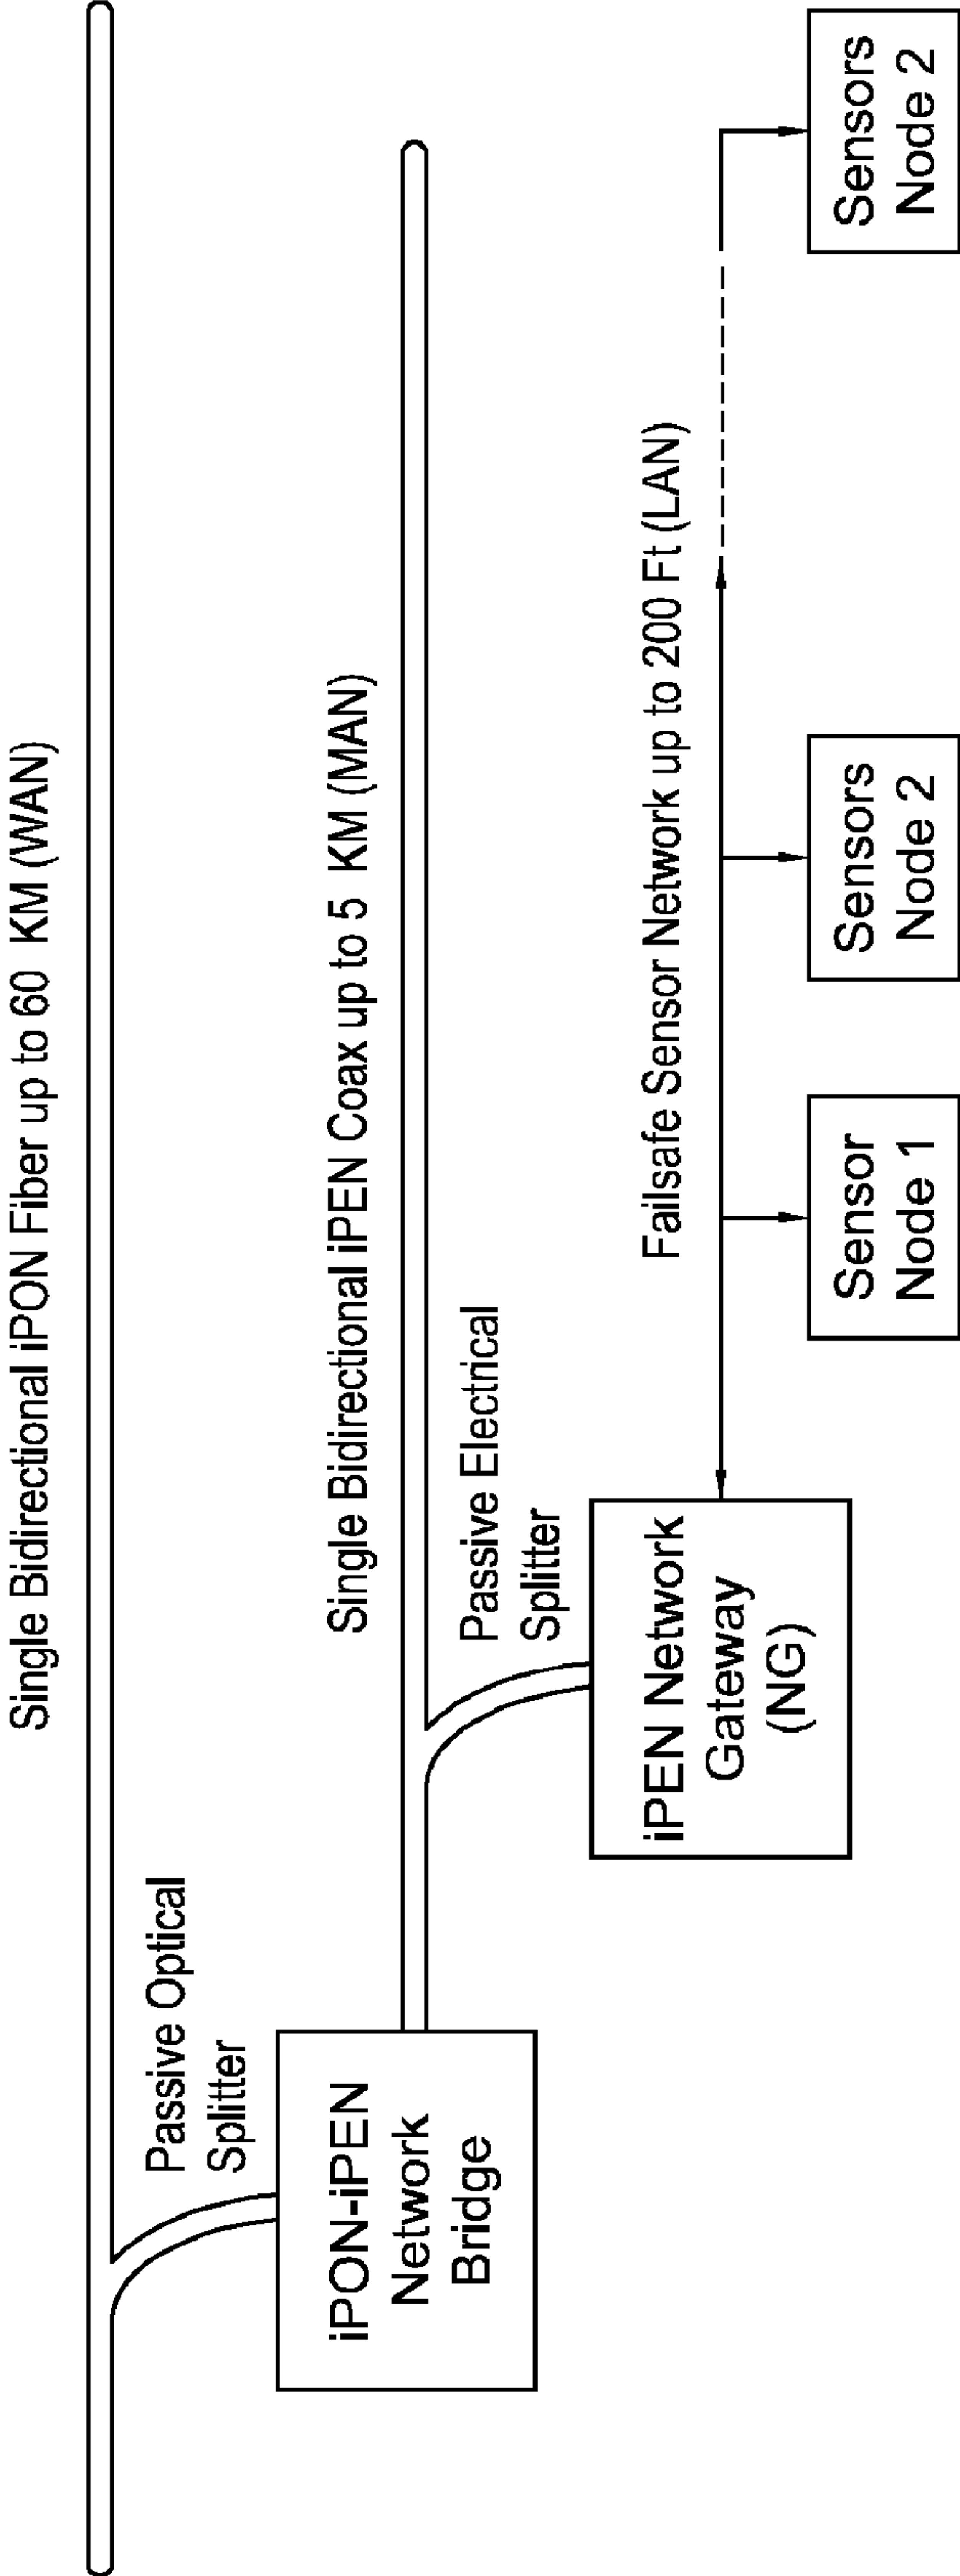 Single Bidirectional iPON Fiber up to 60 KM (WAN)
Passive Optical
Splitter
iPON-iPEN
Network
Bridge
Single Bidirectional iPEN Coax up to 5 KM (MAN)
Passive Electrical
Splitter
iPEN Network
Gateway
(NG)
Failsafe Sensor Network up to 200 Ft (LAN)
Sensor
Node 1
Sensors
Node 2
Sensors
Node 2